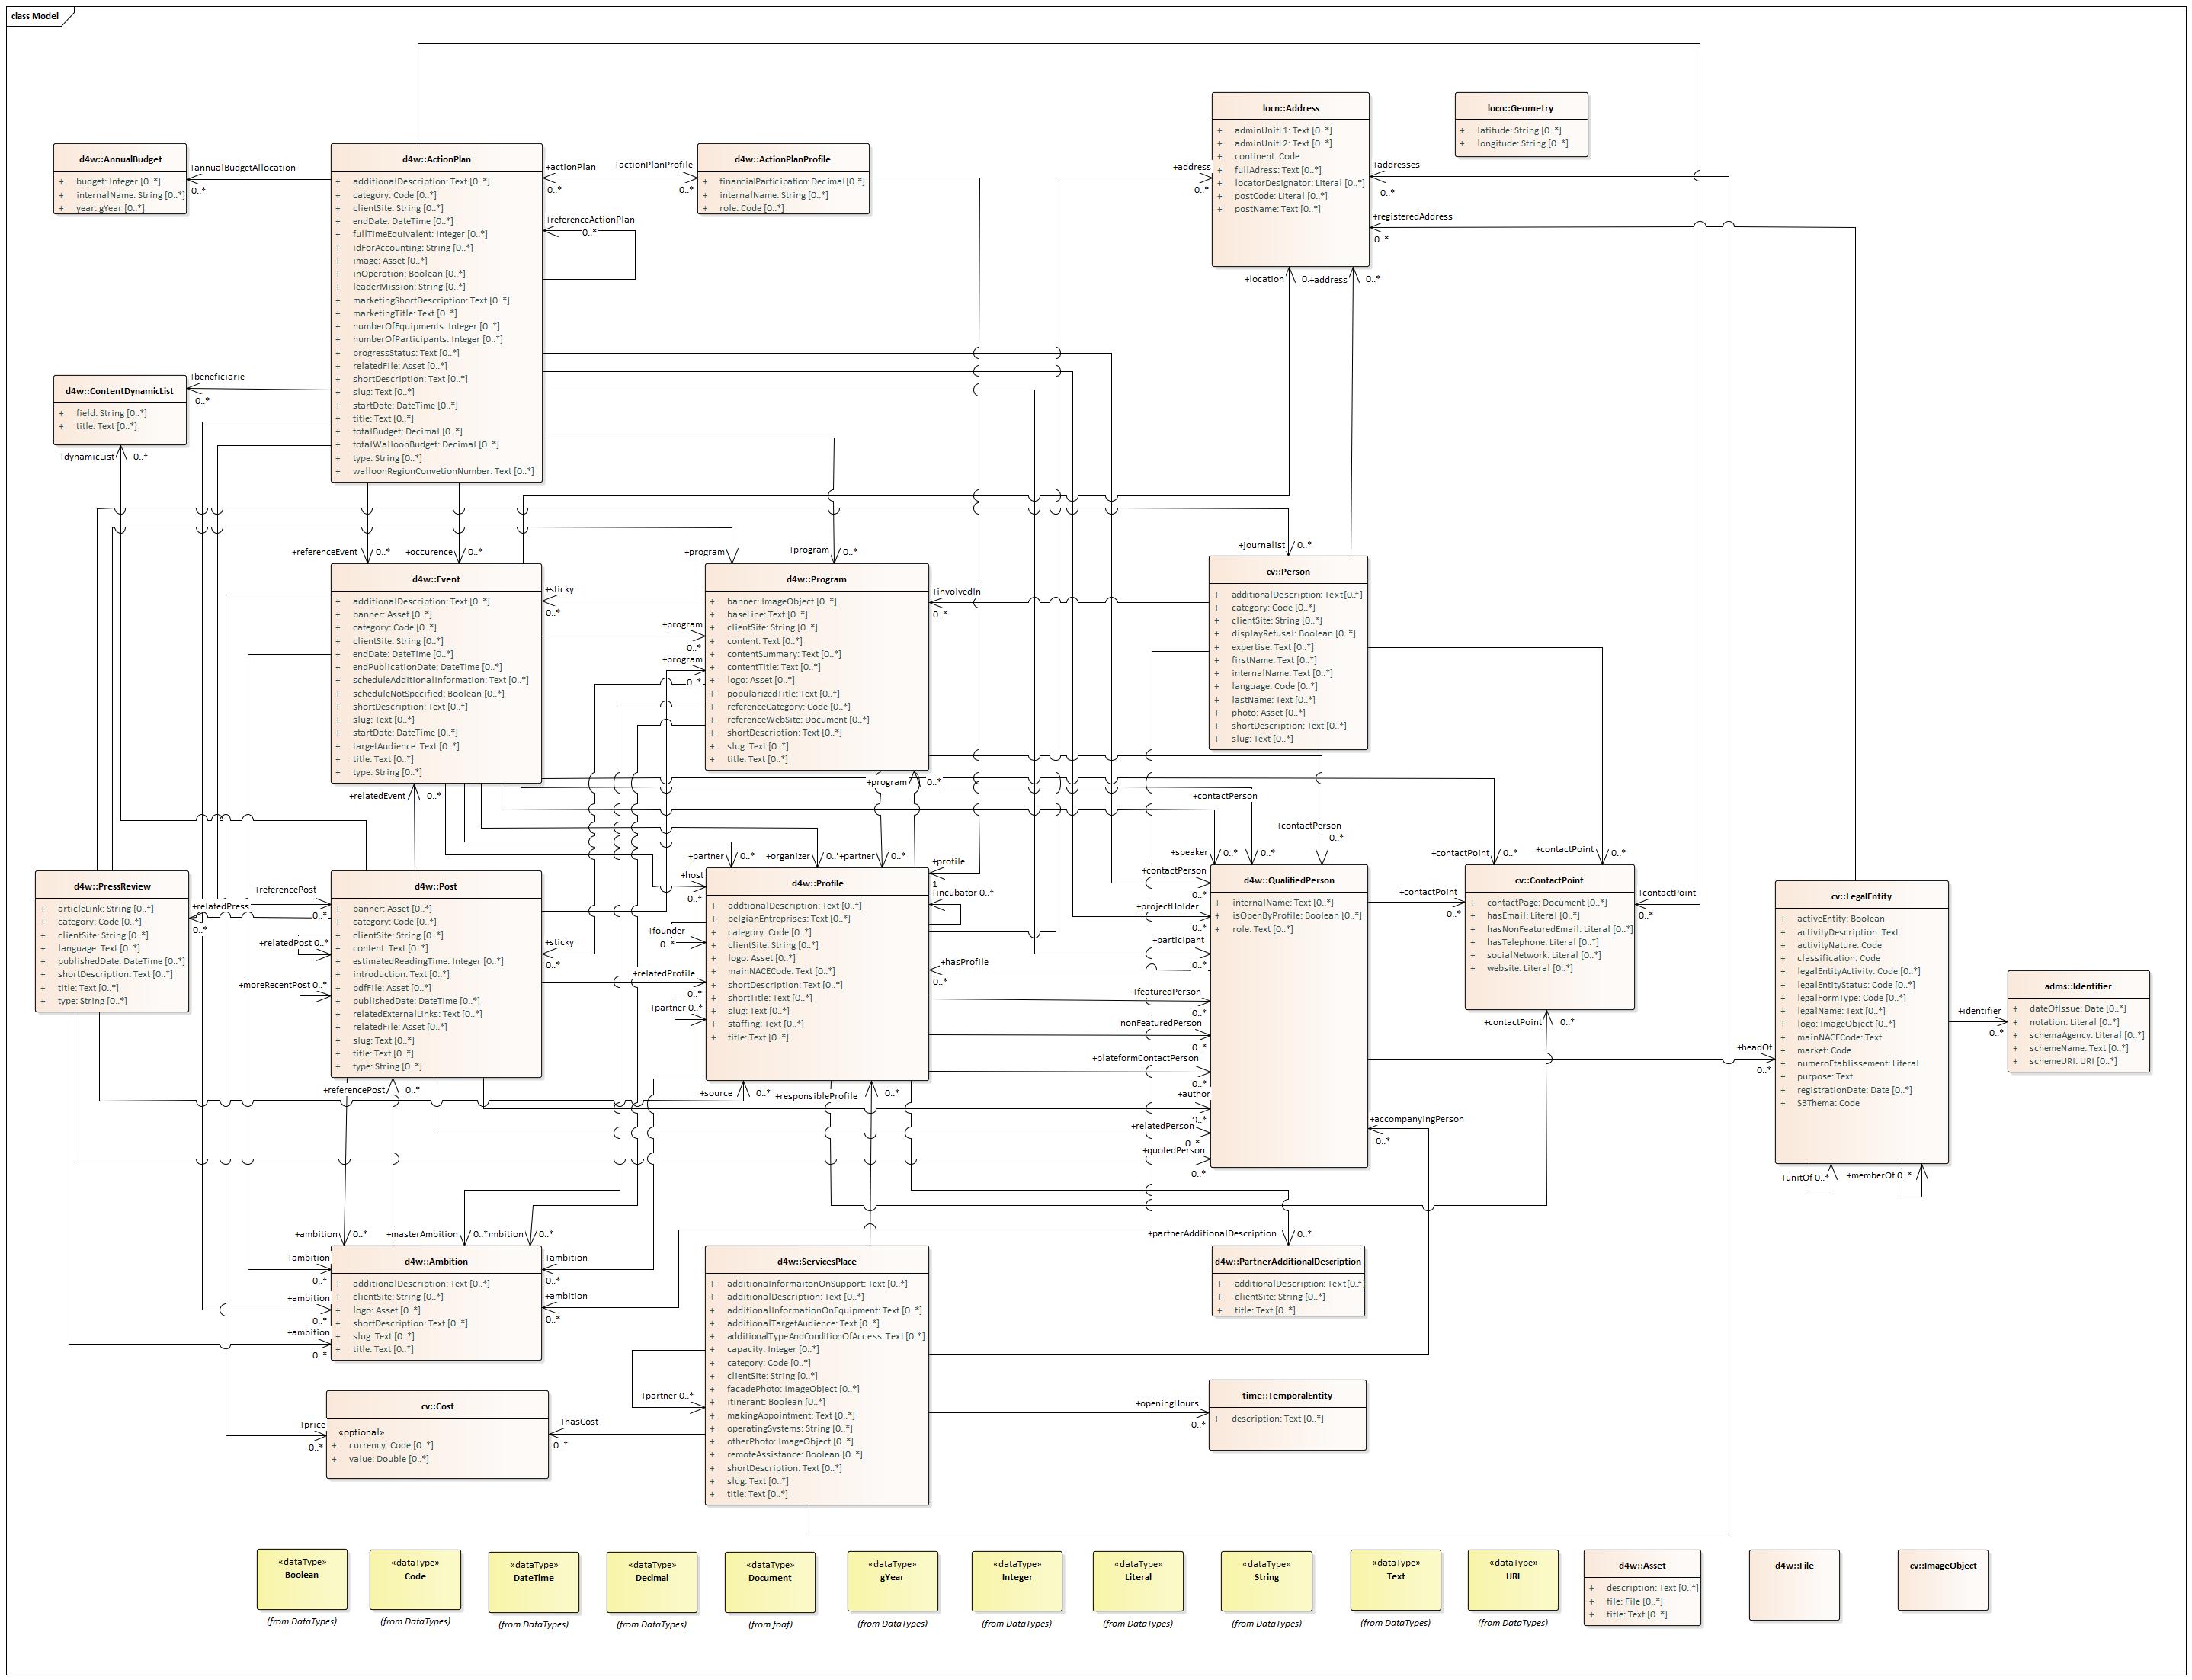 class Model
locn::Address
+ adminUnitL1: Text [0..*]
+ adminUnitL2: Text [0..*]
+ continent: Code
+ fullAdress: Text [0..*]
+ locatorDesignator: Literal [0..*]
+ postCode: Literal [0..*]
+ postName: Text [0..*]
locn::Geometry
+ latitude: String [0..*]
+ longitude: String [0..*]
d4w::AnnualBudget
+ budget: Integer [0..*]
+ internalName: String [0..*]
+ year: gYear [0..*]
+annualBudgetAllocation
0..*
d4w::ActionPlan
+ additionalDescription: Text [0..*]
+ category: Code [0..*]
+ clientSite: String [0..*]
+ endDate: DateTime [0..*]
+ fullTimeEquivalent: Integer [0..*]
+ idForAccounting: String [0..*]
+ image: Asset [0..*]
+ inOperation: Boolean [0..*]
+ leaderMission: String [0..*]
+ marketingShortDescription: Text [0..*]
+ marketingTitle: Text [0..*]
+ numberOfEquipments: Integer [0..*]
+ numberOfParticipants: Integer [0..*]
+ progressStatus: Text [0..*]
+ relatedFile: Asset [0..*]
+ shortDescription: Text [0..*]
+ slug: Text [0..*]
+ startDate: DateTime [0..*]
+ title: Text [0..*]
+ totalBudget: Decimal [0..*]
+ totalWalloonBudget: Decimal [0..*]
+ type: String [0..*]
+ walloonRegionConvetionNumber: Text [0..*]
+actionPlan
0..*
+actionPlanProfile
0..*
+referenceActionPlan
0..*
d4w::ActionPlanProfile
+ financialParticipation: Decimal [0..*]
+ internalName: String [0..*]
+ role: Code [0..*]
+address
0..*
+addresses
0..*
+registeredAddress
0..*
+location
0..
+address
0..*
d4w::ContentDynamicList
+ field: String [0..*]
+ title: Text [0..*]
+beneficiarie
0..*
+dynamicList
0..*
+referenceEvent
0..*
+occurence
0..*
+program
+program
0..*
+journalist
0..*
d4w::Event
+ additionalDescription: Text [0..*]
+ banner: Asset [0..*]
+ category: Code [0..*]
+ clientSite: String [0..*]
+ endDate: DateTime [0..*]
+ endPublicationDate: DateTime [0..*]
+ scheduleAdditionalInformation: Text [0..*]
+ scheduleNotSpecified: Boolean [0..*]
+ shortDescription: Text [0..*]
+ slug: Text [0..*]
+ startDate: DateTime [0..*]
+ targetAudience: Text [0..*]
+ title: Text [0..*]
+ type: String [0..*]
+sticky
0..*
+program
0..*
+program
0..*
d4w::Program
+ banner: ImageObject [0..*]
+ baseLine: Text [0..*]
+ clientSite: String [0..*]
+ content: Text [0..*]
+ contentSummary: Text [0..*]
+ contentTitle: Text [0..*]
+ logo: Asset [0..*]
+ popularizedTitle: Text [0..*]
+ referenceCategory: Code [0..*]
+ referenceWebSite: Document [0..*]
+ shortDescription: Text [0..*]
+ slug: Text [0..*]
+ title: Text [0..*]
+involvedIn
0..*
+program
0..*
cv::Person
+ additionalDescription: Text [0..*]
+ category: Code [0..*]
+ clientSite: String [0..*]
+ displayRefusal: Boolean [0..*]
+ expertise: Text [0..*]
+ firstName: Text [0..*]
+ internalName: Text [0..*]
+ language: Code [0..*]
+ lastName: Text [0..*]
+ photo: Asset [0..*]
+ shortDescription: Text [0..*]
+ slug: Text [0..*]
+relatedEvent
0..*
+contactPerson
+contactPerson
0..*
+partner
0..*
+organizer
0..*
+partner
0..*
+speaker
0..*
0..*
+contactPoint
0..*
+contactPoint
0..*
d4w::PressReview
+ articleLink: String [0..*]
+ category: Code [0..*]
+ clientSite: String [0..*]
+ language: Text [0..*]
+ publishedDate: DateTime [0..*]
+ shortDescription: Text [0..*]
+ title: Text [0..*]
+ type: String [0..*]
+referencePost
0..*
+relatedPress
0..*
+relatedPost 0..*
+moreRecentPost 0..*
d4w::Post
+ banner: Asset [0..*]
+ category: Code [0..*]
+ clientSite: String [0..*]
+ content: Text [0..*]
+ estimatedReadingTime: Integer [0..*]
+ introduction: Text [0..*]
+ pdfFile: Asset [0..*]
+ publishedDate: DateTime [0..*]
+ relatedExternalLinks: Text [0..*]
+ relatedFile: Asset [0..*]
+ slug: Text [0..*]
+ title: Text [0..*]
+ type: String [0..*]
+host
0..*
+founder
0..*
+sticky
0..*
+relatedProfile
0..*
+partner 0..*
d4w::Profile
+ addtionalDescription: Text [0..*]
+ belgianEntreprises: Text [0..*]
+ category: Code [0..*]
+ clientSite: String [0..*]
+ logo: Asset [0..*]
+ mainNACECode: Text [0..*]
+ shortDescription: Text [0..*]
+ shortTitle: Text [0..*]
+ slug: Text [0..*]
+ staffing: Text [0..*]
+ title: Text [0..*]
+profile
1
+incubator 0..*
+hasProfile
0..*
+contactPerson
0..*
+projectHolder
0..*
+participant
0..*
+featuredPerson
0..*
nonFeaturedPerson
0..*
+plateformContactPerson
0..*
+author
0..*
+relatedPerson
0..*
+quotedPerson
0..*
d4w::QualifiedPerson
+ internalName: Text [0..*]
+ isOpenByProfile: Boolean [0..*]
+ role: Text [0..*]
+contactPoint
0..*
cv::ContactPoint
+ contactPage: Document [0..*]
+ hasEmail: Literal [0..*]
+ hasNonFeaturedEmail: Literal [0..*]
+ hasTelephone: Literal [0..*]
+ socialNetwork: Literal [0..*]
+ website: Literal [0..*]
+contactPoint
0..*
+contactPoint
0..*
cv::LegalEntity
+ activeEntity: Boolean
+ activityDescription: Text
+ activityNature: Code
+ classification: Code
+ legalEntityActivity: Code [0..*]
+ legalEntityStatus: Code [0..*]
+ legalFormType: Code [0..*]
+ legalName: Text [0..*]
+ logo: ImageObject [0..*]
+ mainNACECode: Text
+ market: Code
+ numeroEtablissement: Literal
+ purpose: Text
+ registrationDate: Date [0..*]
+ S3Thema: Code
+headOf
0..*
+unitOf 0..*
+memberOf 0..*
+identifier
0..*
adms::Identifier
+ dateOfIssue: Date [0..*]
+ notation: Literal [0..*]
+ schemaAgency: Literal [0..*]
+ schemeName: Text [0..*]
+ schemeURI: URI [0..*]
+referencePost
0..*
+source
0..*
+responsibleProfile
0..*
+accompanyingPerson
0..*
+ambition
0..*
+masterAmbition
0..*
mbition
0..*
+ambition
0..*
+ambition
0..*
+ambition
0..*
+ambition
0..*
+ambition
0..*
d4w::Ambition
+ additionalDescription: Text [0..*]
+ clientSite: String [0..*]
+ logo: Asset [0..*]
+ shortDescription: Text [0..*]
+ slug: Text [0..*]
+ title: Text [0..*]
d4w::ServicesPlace
+ additionaInformaitonOnSupport: Text [0..*]
+ additionalDescription: Text [0..*]
+ additionalInformationOnEquipment: Text [0..*]
+ additionalTargetAudience: Text [0..*]
+ additionalTypeAndConditionOfAccess: Text [0..*]
+ capacity: Integer [0..*]
+ category: Code [0..*]
+ clientSite: String [0..*]
+ facadePhoto: ImageObject [0..*]
+ itinerant: Boolean [0..*]
+ makingAppointment: Text [0..*]
+ operatingSystems: String [0..*]
+ otherPhoto: ImageObject [0..*]
+ remoteAssistance: Boolean [0..*]
+ shortDescription: Text [0..*]
+ slug: Text [0..*]
+ title: Text [0..*]
+partnerAdditionalDescription
0..*
d4w::PartnerAdditionalDescription
+ additionalDescription: Text [0..*]
+ clientSite: String [0..*]
+ title: Text [0..*]
+partner 0..*
+hasCost
0..*
+price
0..*
cv::Cost
«optional»
+ currency: Code [0..*]
+ value: Double [0..*]
+openingHours
0..*
time::TemporalEntity
+ description: Text [0..*]
«dataType»
Boolean
(from DataTypes)
«dataType»
Code
(from DataTypes)
«dataType»
DateTime
(from DataTypes)
«dataType»
Decimal
(from DataTypes)
«dataType»
Document
(from foaf)
«dataType»
gYear
(from DataTypes)
«dataType»
Integer
(from DataTypes)
«dataType»
Literal
(from DataTypes)
«dataType»
String
(from DataTypes)
«dataType»
Text
(from DataTypes)
«dataType»
URI
(from DataTypes)
d4w::Asset
+ description: Text [0..*]
+ file: File [0..*]
+ title: Text [0..*]
d4w::File
cv::ImageObject